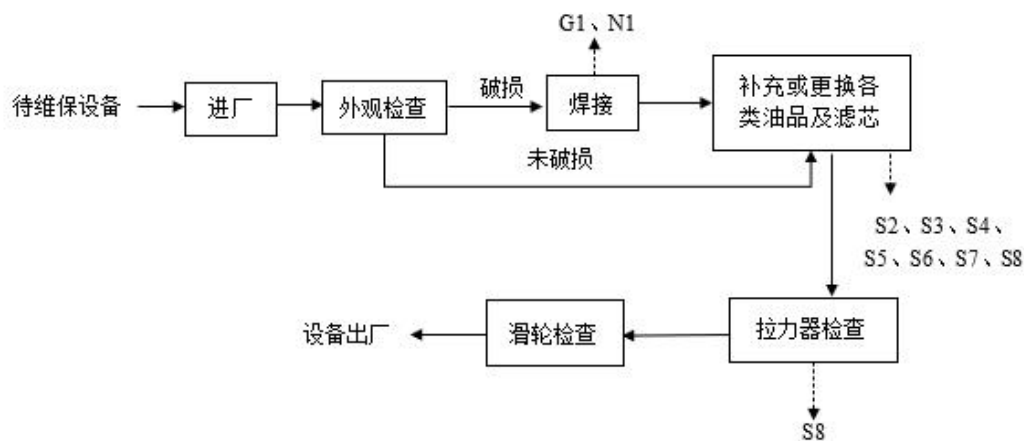 G1、N1
待维保设备
进厂
外观检查
破损
焊接
补充或更换各
类油品及滤芯
未破损
S2、S3、S4、
S5、S6、S7、S8
设备出厂
滑轮检查
拉力器检查
S8